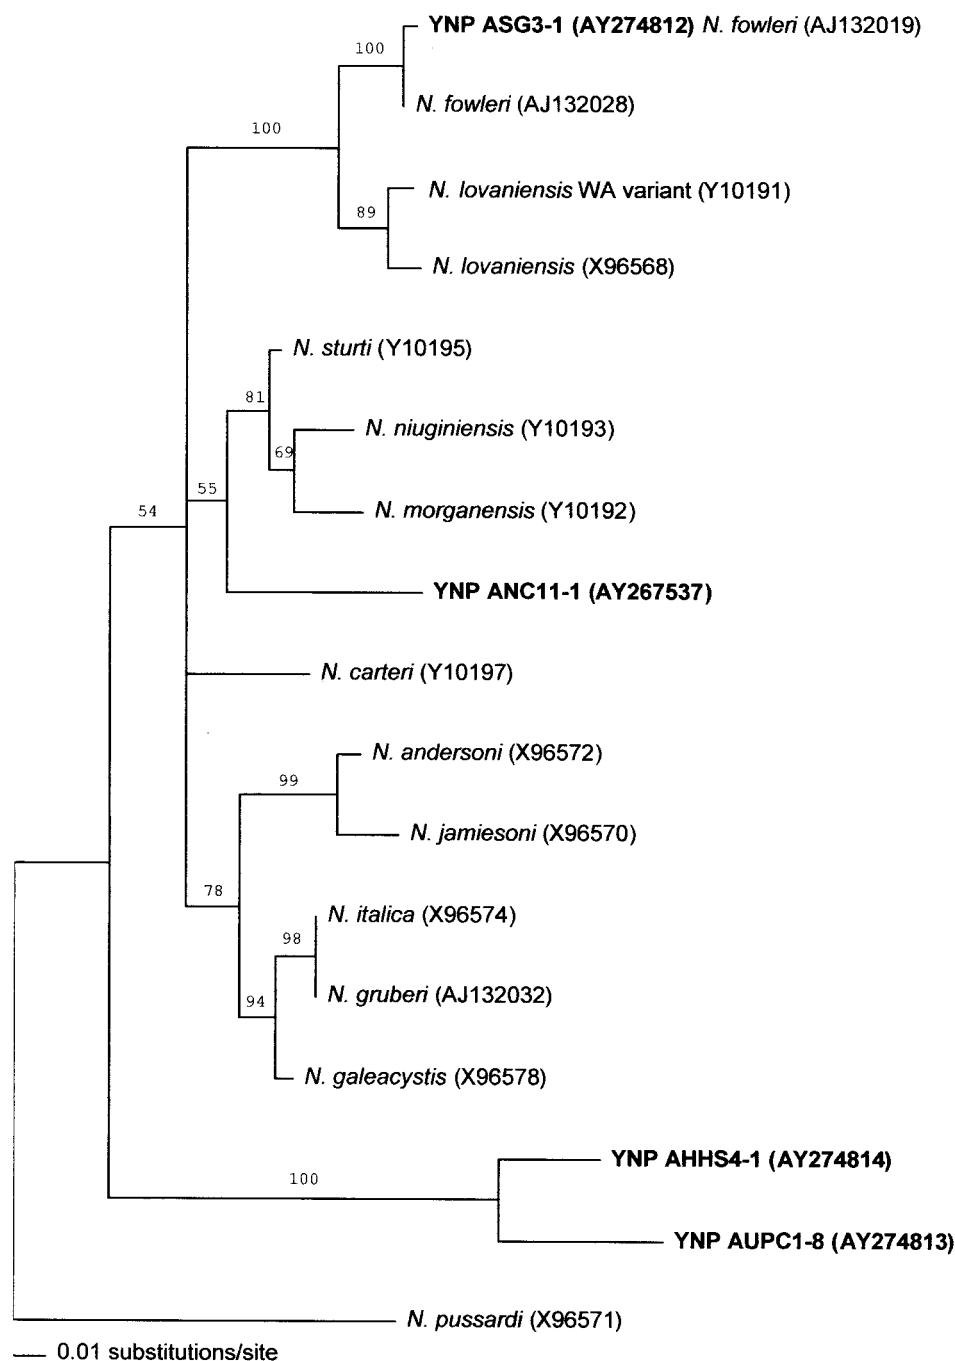 YNP ASG3-1 (AY274812) N. fowleri (AJ132019)
100
N. fowleri (AJ132028)
100
N. lovaniensis WA variant (Y10191)
89
N. lovaniensis (X96568)
N. sturti (Y10195)
81
N. niuginiensis (Y10193)
69
55
N. morganensis (Y10192)
54
YNP ANC11-1 (AY267537)
N. carteri (Y10197)
N. andersoni (X96572)
99
N. jamiesoni (X96570)
78
N. italica (X96574)
98
N. gruberi (AJ132032)
94
N. galeacystis (X96578)
YNP AHHS4-1 (AY274814)
100
YNP AUPC1-8 (AY274813)
N. pussardi (X96571)
0.01 substitutions/site